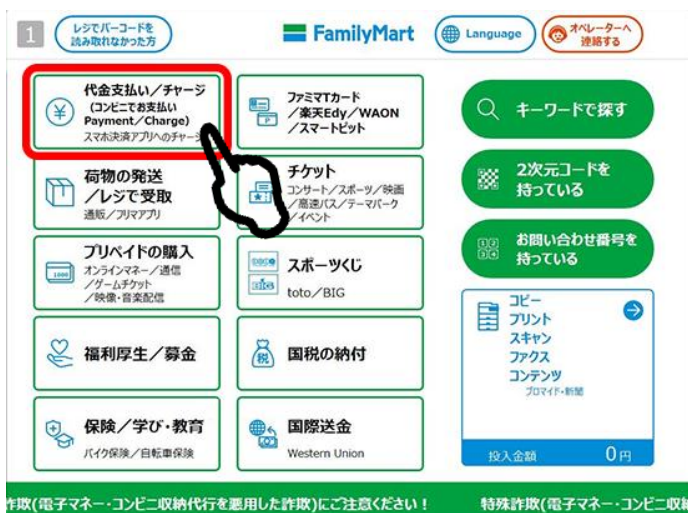 1
レジでバーコードを
読み取れなかった方
FamilyMart
Language
オペレーターへ
連絡する
代金支払い/チャージ
(コンビニでお支払い
Payment/Charge)
スマホ決済アプリへのチャージ
ファミマTカード
/楽天Edy/WAON
/スマートピット
キーワードで探す
荷物の発送
/レジで受取
通販/フリマアプリ
チケット
コンサート/スポーツ/映画
/高速バス/テーマパーク
/イベント
2次元コードを
持っている
プリペイドの購入
オンラインマネー/通信
/ゲームチケット
/映像・音楽配信
スポーツくじ
toto/BIG
お問い合わせ番号を
持っている
福利厚生/募金
税
国税の納付
コピー
プリント
スキャン
ファクス
コンテンツ
ブロマイド・新聞
保険/学び・教育
バイク保険/自転車保険
国際送金
Western Union
投入金額 0円
詐欺(電子マネー・コンビニ収納代行を悪用した詐欺)にご注意ください! 特殊詐欺(電子マネー・コンビニ収納